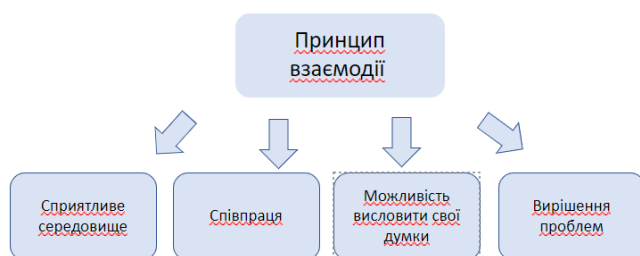 Принцип
взаємодії
Сприятливе
середовище
Співпраця
Можливість
висловити свої
думки
Вирішення
проблем